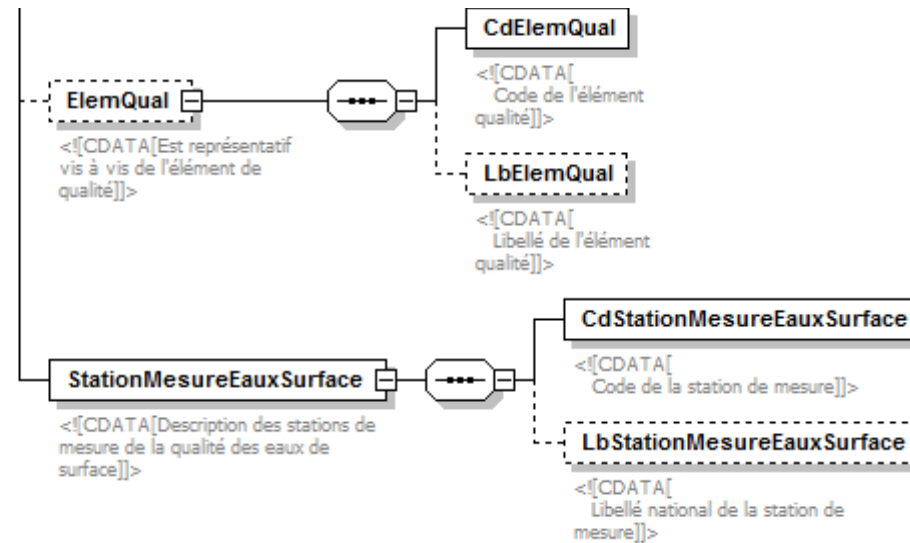 CdElemQual
<![CDATA[
Code de l'élément
qualité]]>
ElemQual
<![CDATA[Est représentatif
vis à vis de l'élément de
qualité]]>
LbElemQual
<![CDATA[
Libellé de l'élément
qualité]]>
CdStationMesureEauxSurface
<![CDATA[
Code de la station de mesure]]>
StationMesureEauxSurface
<![CDATA[Description des stations de
mesure de la qualité des eaux de
surface]]>
LbStationMesureEauxSurface
<![CDATA[
Libellé national de la station de
mesure]]>